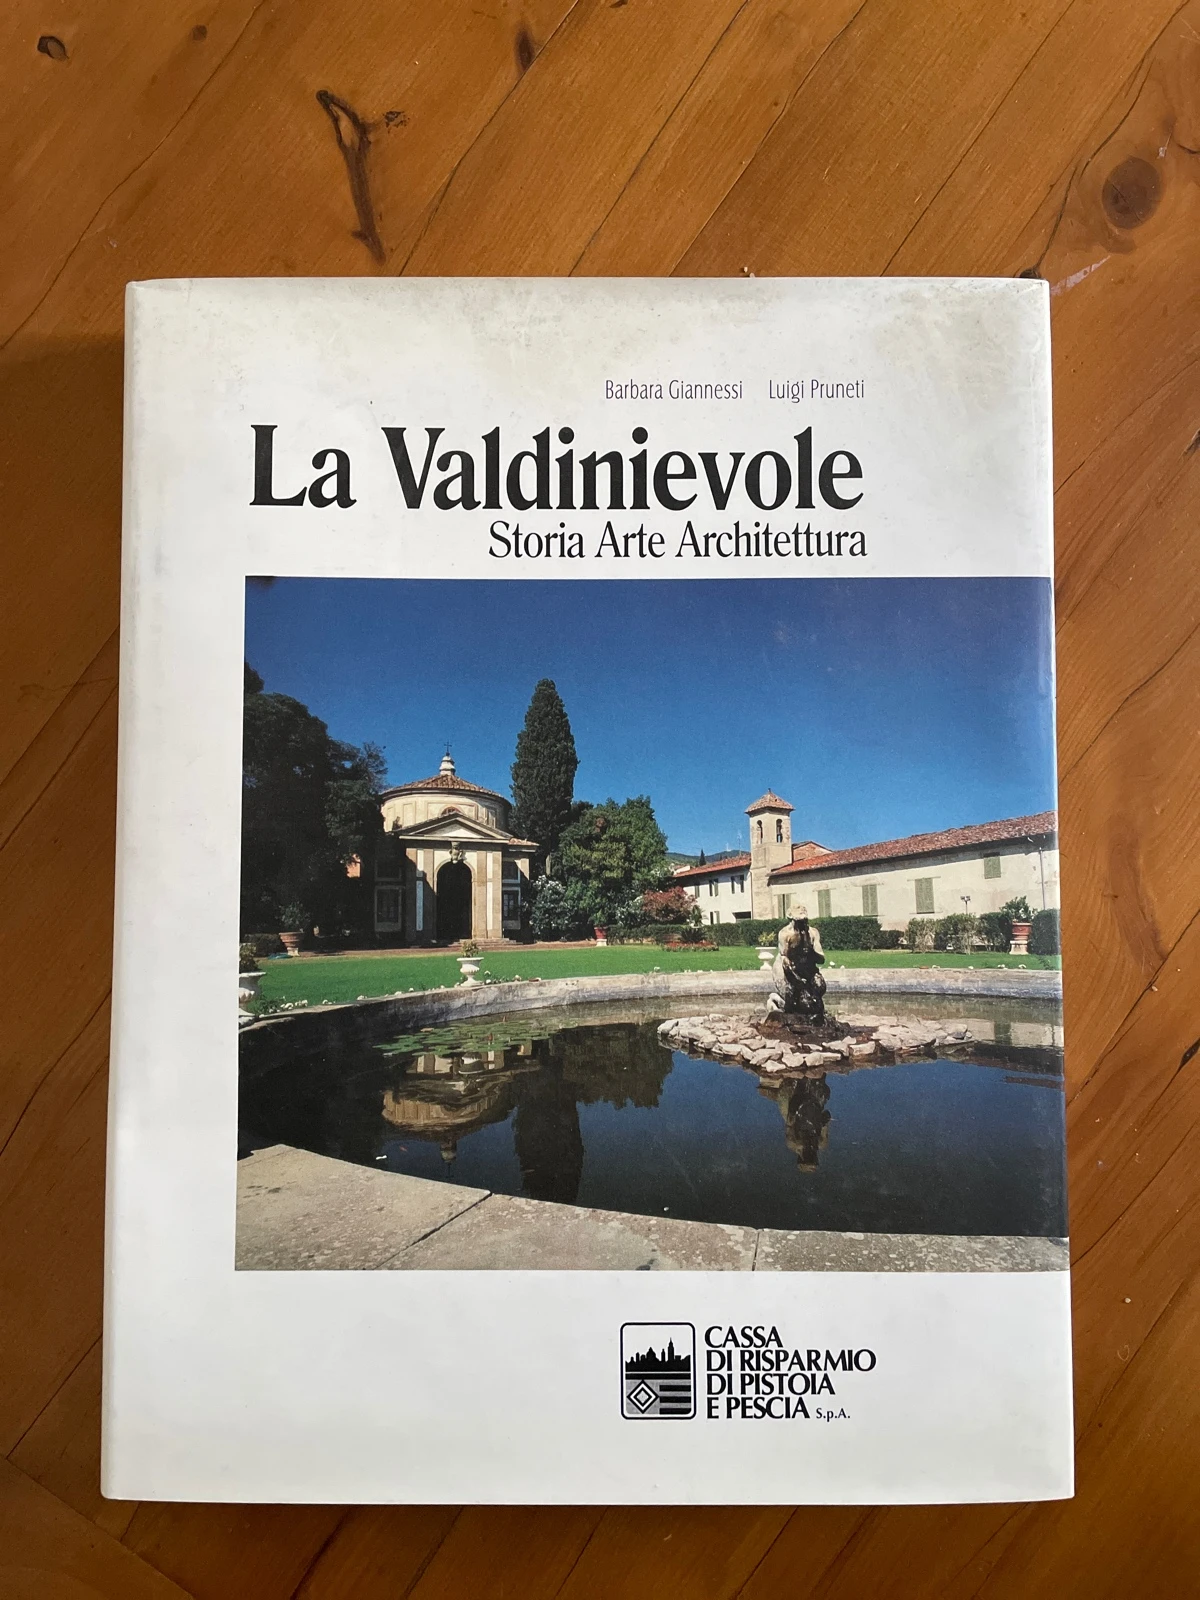 Barbara Giannessi Luigi Pruneti
La Valdinievole
Storia Arte Architettura
CASSA
DI RISPARMIO
DI PISTOIA
E PESCIA S.p.A.